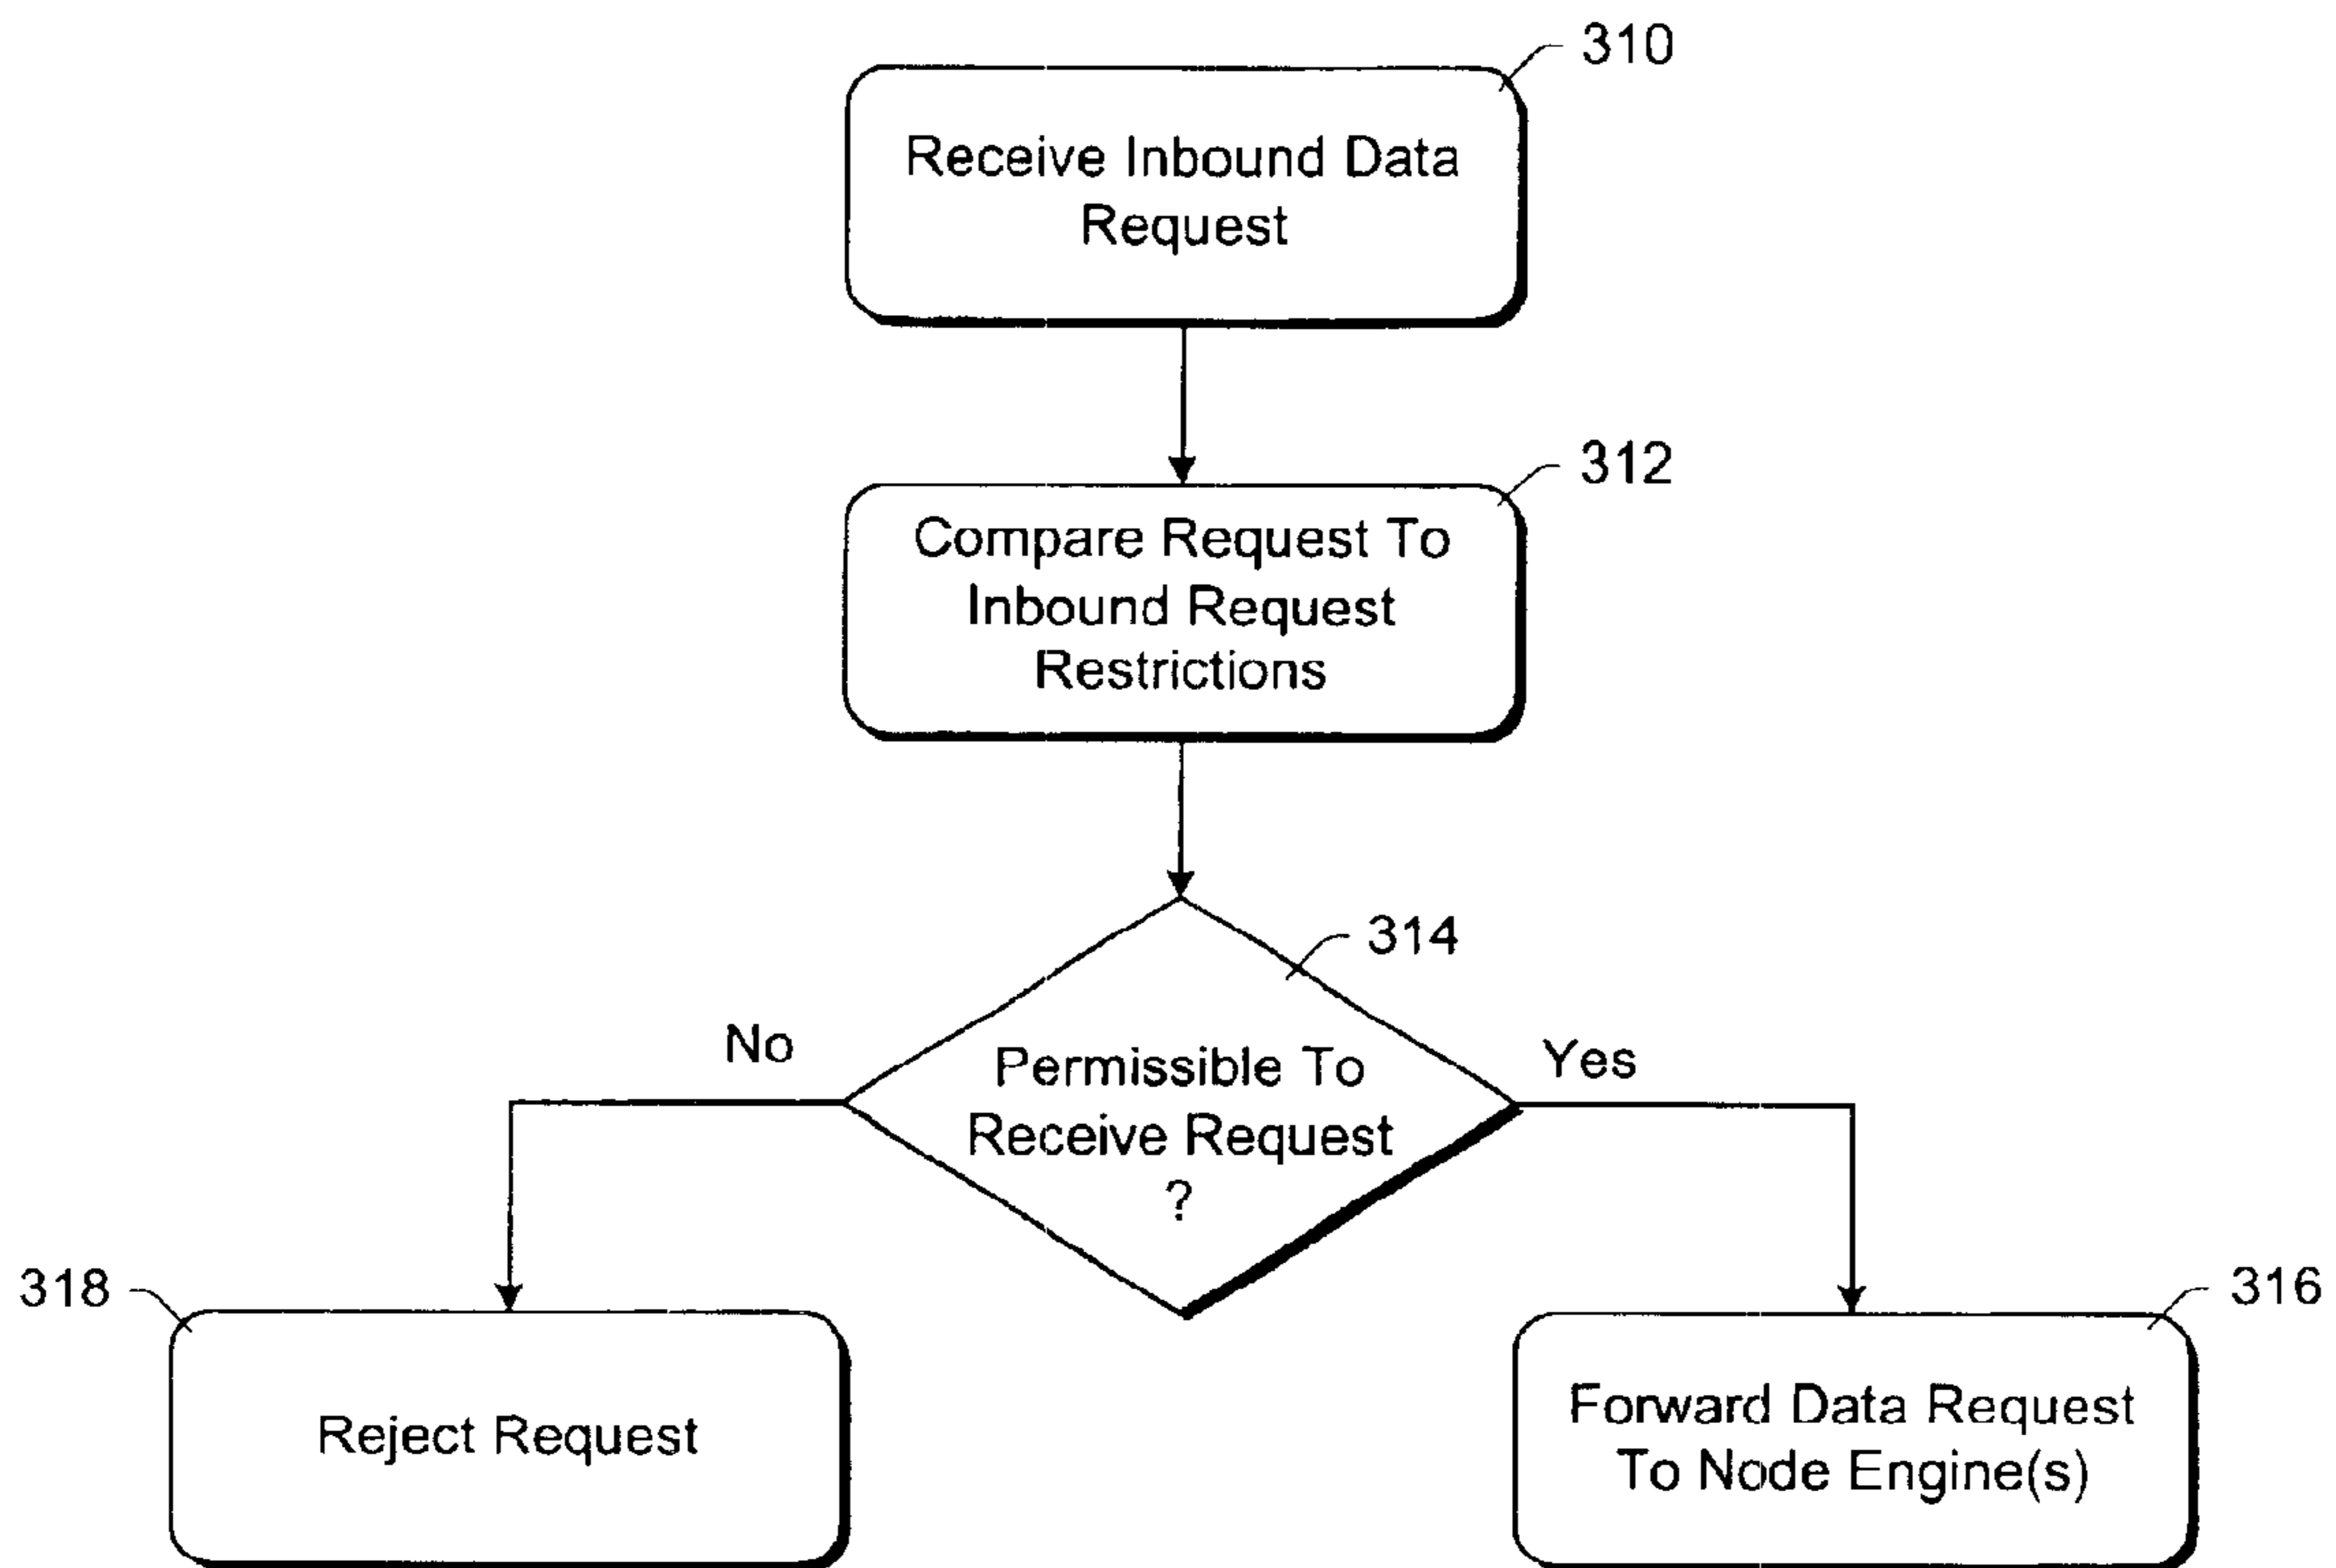 310
Receive Inbound Data
Request
312
Compare Request To
Inbound Request
Restrictions
314
No
Yes
Permissible To
Receive Request
?
318
316
Reject Request
Forward Data Request
To Node Engine(s)